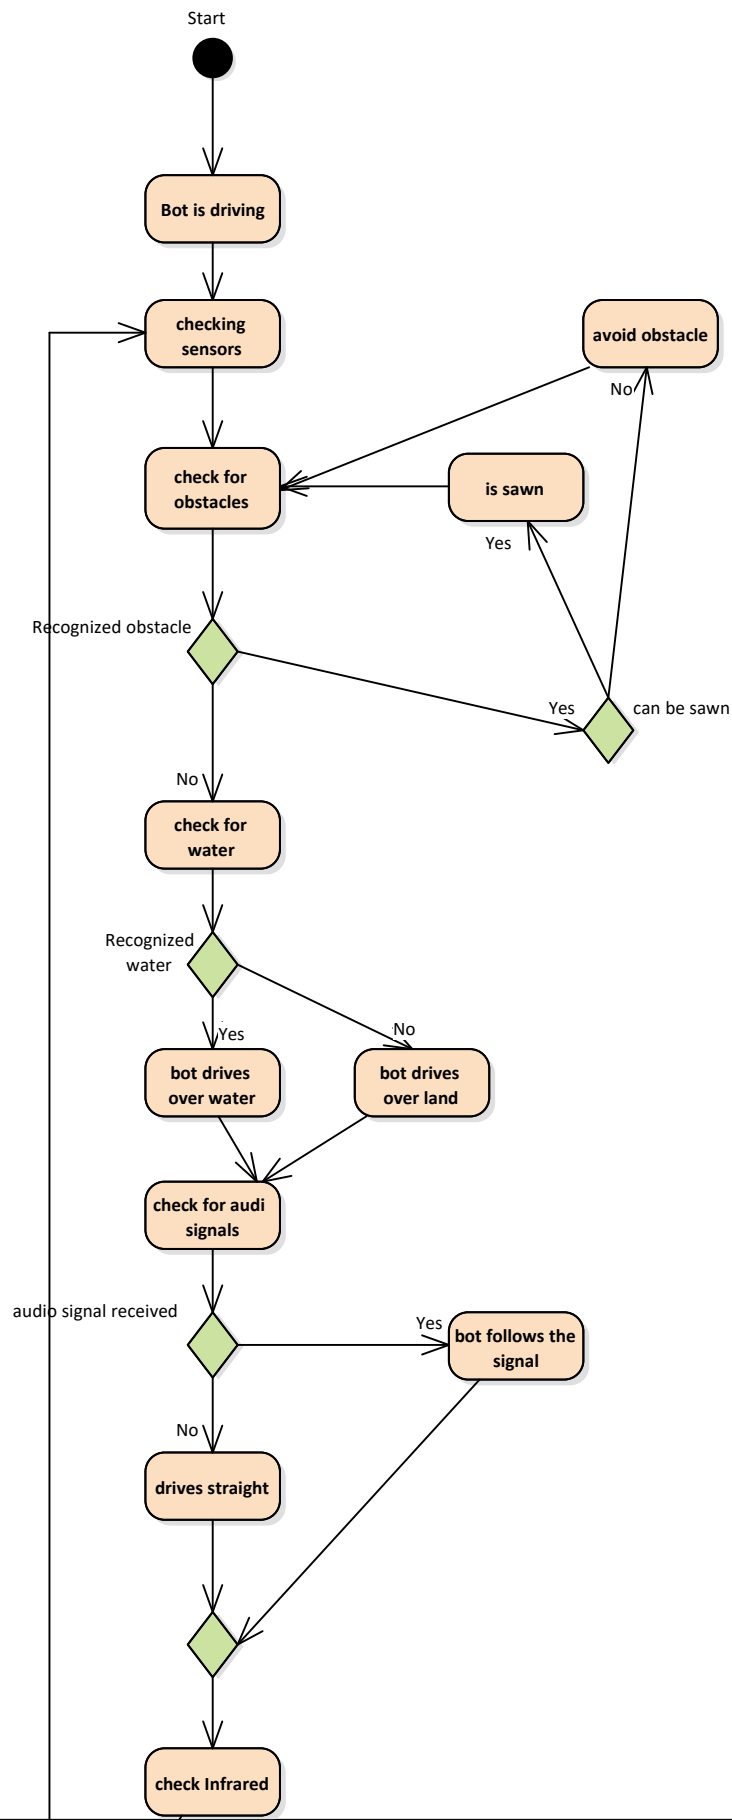 Start
Bot is driving
checking
sensors
avoid obstacle
No
check for
obstacles
is sawn
Yes
Recognized obstacle
Yes
can be sawn
No
check for
water
Recognized
water
Yes
No
bot drives
over water
bot drives
over land
check for audi
signals
audio signal received
Yes
bot follows the
signal
No
drives straight
check Infrared